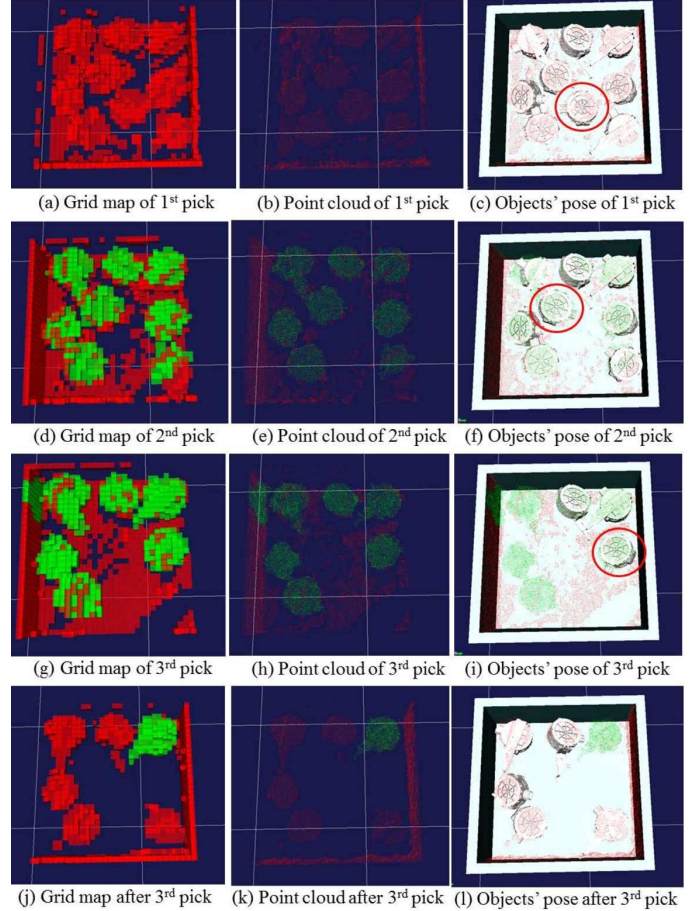 (a) Grid map of 1st pick
(b) Point cloud of 1st pick
(c) Objects' pose of 1st pick
(d) Grid map of 2nd pick
(e) Point cloud of 2nd pick
(f) Objects' pose of 2nd pick
(g) Grid map of 3rd pick
(h) Point cloud of 3rd pick
(i) Objects' pose of 3rd pick
(j) Grid map after 3rd pick
(k) Point cloud after 3rd pick
(l) Objects' pose after 3rd pick